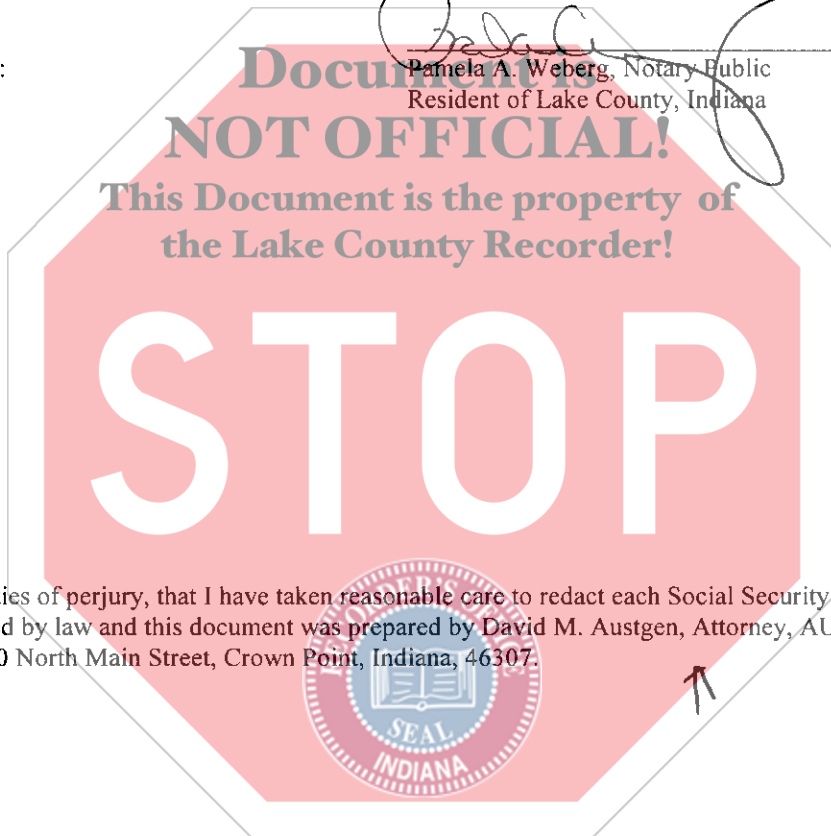 :
Pamela A. Weberg, Notary Public
Resident of Lake County, Indiana
Document is
NOT OFFICIAL!
This Document is the property of
the Lake County Recorder!
STOP
ies of perjury, that I have taken reasonable care to redact each Social Security
d by law and this document was prepared by David M. Austgen, Attorney, AU
0 North Main Street, Crown Point, Indiana, 46307.
RECORDER'S OFFICE
SEAL
INDIANA